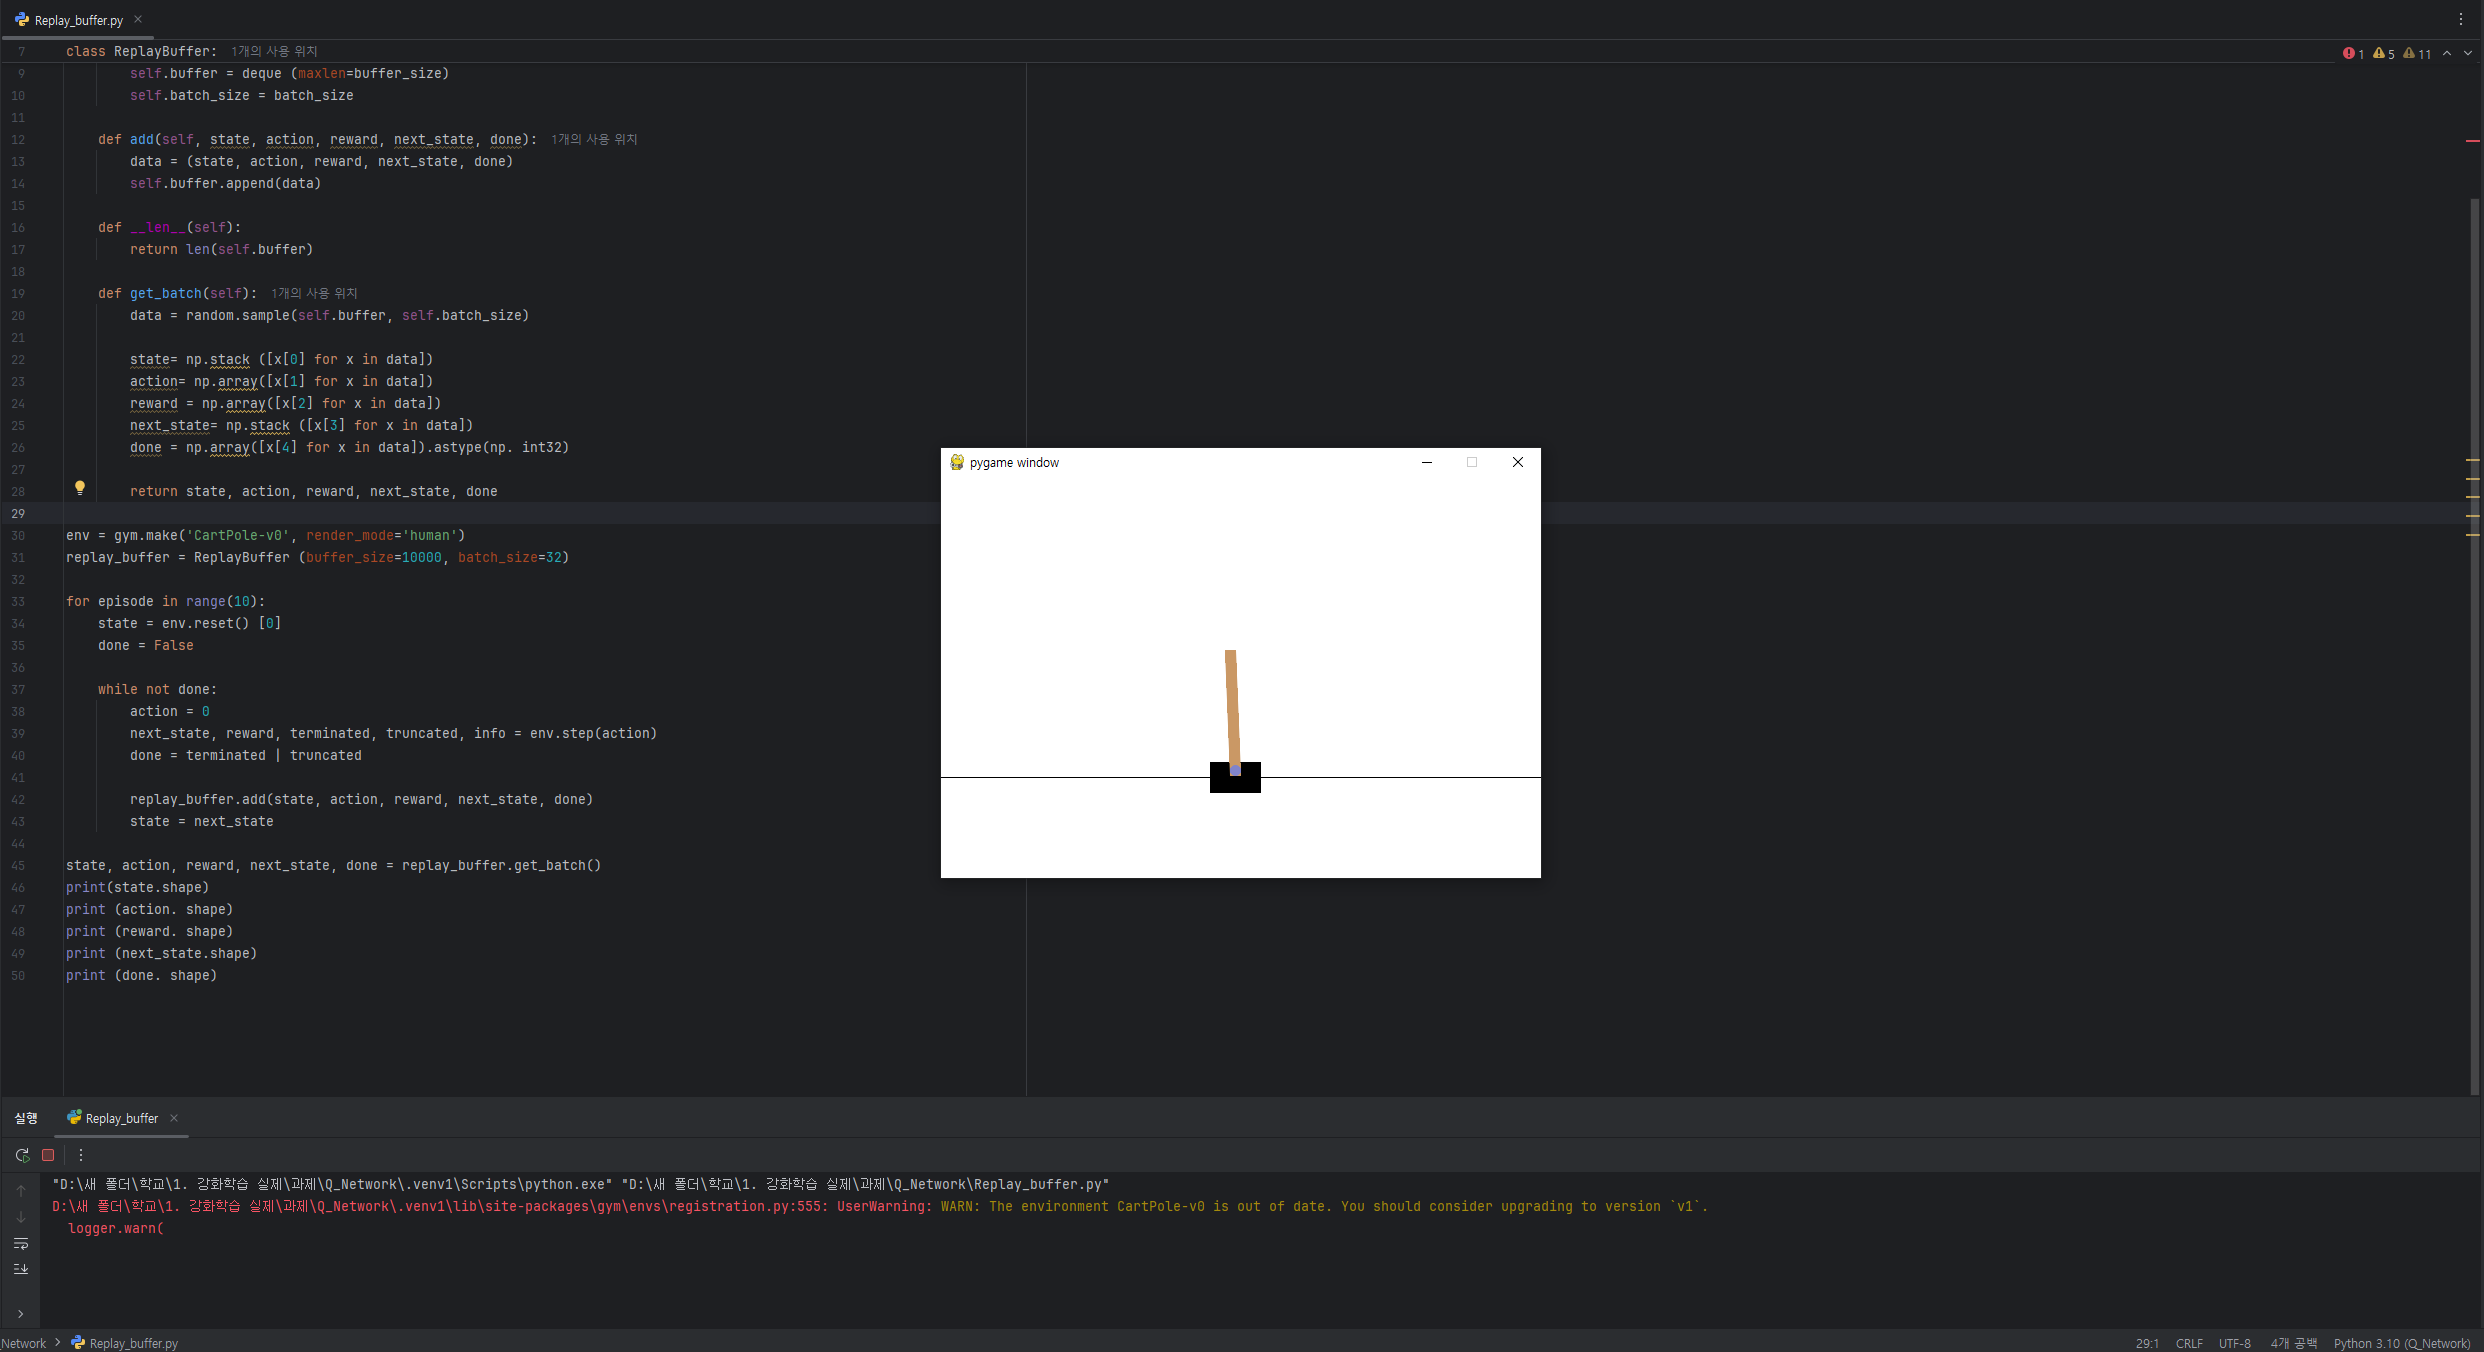 Replay_buffer.py
7 class ReplayBuffer: 1개의 사용 위치
1 5 11
9 self.buffer = deque (maxlen=buffer_size)
10 self.batch_size = batch_size
11
12 def add(self, state, action, reward, next_state, done): 1개의 사용 위치
13 data = (state, action, reward, next_state, done)
14 self.buffer.append(data)
15
16 def __len__(self):
17 return len(self.buffer)
18
19 def get_batch(self): 1개의 사용 위치
20 data = random.sample(self.buffer, self.batch_size)
21
22 state= np.stack ([x[0] for x in data])
23 action= np.array([x[1] for x in data])
24 reward = np.array([x[2] for x in data])
25 next_state= np.stack ([x[3] for x in data])
26 done = np.array([x[4] for x in data]).astype(np. int32)
27
28 return state, action, reward, next_state, done
29
30 env = gym.make('CartPole-v0', render_mode='human')
31 replay_buffer = ReplayBuffer (buffer_size=10000, batch_size=32)
32
33 for episode in range(10):
34 state = env.reset() [0]
35 done = False
36
37 while not done:
38 action = 0
39 next_state, reward, terminated, truncated, info = env.step(action)
40 done = terminated | truncated
41
42 replay_buffer.add(state, action, reward, next_state, done)
43 state = next_state
44
45 state, action, reward, next_state, done = replay_buffer.get_batch()
46 print(state.shape)
47 print (action. shape)
48 print (reward. shape)
49 print (next_state.shape)
50 print (done. shape)
pygame window
실행 Replay_buffer
"D:\새 폴더\학교\1. 강화학습 실제\과제\Q_Network\.venv1\Scripts\python.exe" "D:\새 폴더\학교\1. 강화학습 실제\과제\Q_Network\Replay_buffer.py"
D:\새 폴더\학교\1. 강화학습 실제\과제\Q_Network\.venv1\lib\site-packages\gym\envs\registration.py:555: UserWarning: WARN: The environment CartPole-v0 is out of date. You should consider upgrading to version `v1`.
logger.warn(
Network > Replay_buffer.py 29:1 CRLF UTF-8 4개 공백 Python 3.10 (Q_Network)